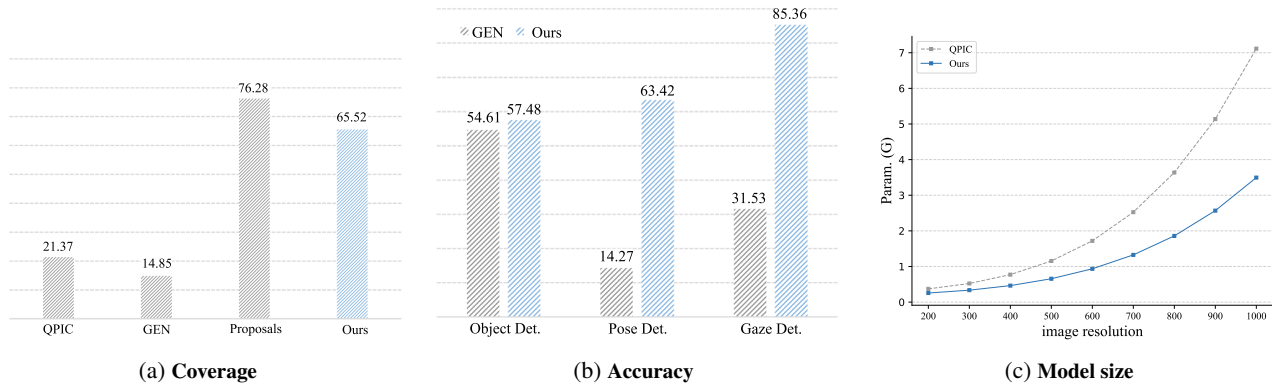 76.28
65.52
21.37
14.85
QPIC
GEN
Proposals
Ours
(a) Coverage
GEN
Ours
85.36
63.42
54.61
57.48
31.53
14.27
Object Det.
Pose Det.
Gaze Det.
(b) Accuracy
QPIC
Ours
Param. (G)
7
6
5
4
3
2
1
0
200 300 400 500 600 700 800 900 1000
image resolution
(c) Model size